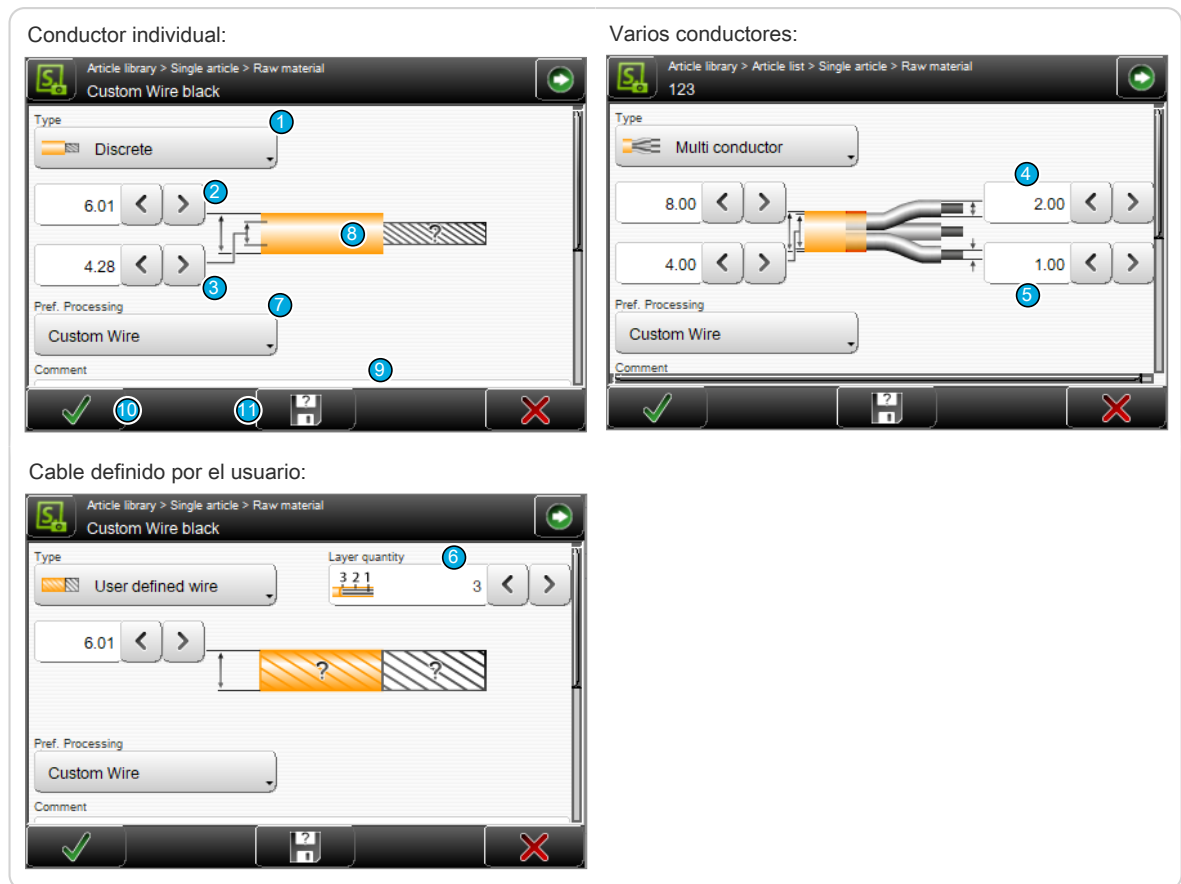 Conductor individual:
Article library > Single article > Raw material
Custom Wire black
Type
1
Discrete
6.01
2
8
?
4.28
3
Pref. Processing
7
Custom Wire
Comment
9
10
11
?
Varios conductores:
Article library > Article list > Single article > Raw material
123
Type
Multi conductor
4
8.00
2.00
4.00
1.00
5
Pref. Processing
Custom Wire
Comment
?
Cable definido por el usuario:
Article library > Single article > Raw material
Custom Wire black
Type
Layer quantity
6
User defined wire
3 2 1
3
6.01
?
?
Pref. Processing
Custom Wire
Comment
?